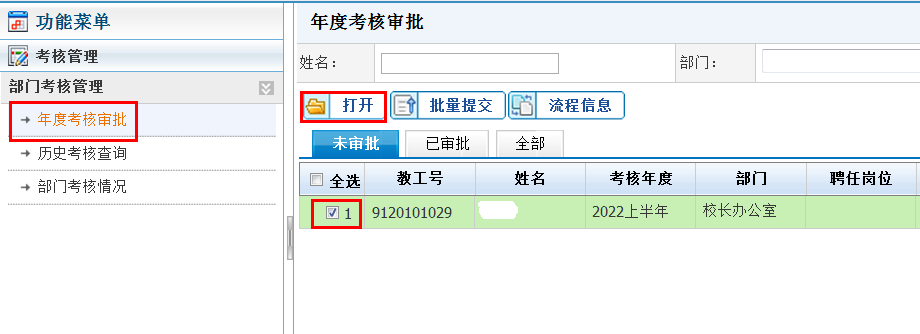 功能菜单
考核管理
部门考核管理
年度考核审批
历史考核查询
部门考核情况
年度考核审批
姓名： 部门：
打开 批量提交 流程信息
未审批 已审批 全部
全选 教工号 姓名 考核年度 部门 聘任岗位
1 9120101029 2022上半年 校长办公室